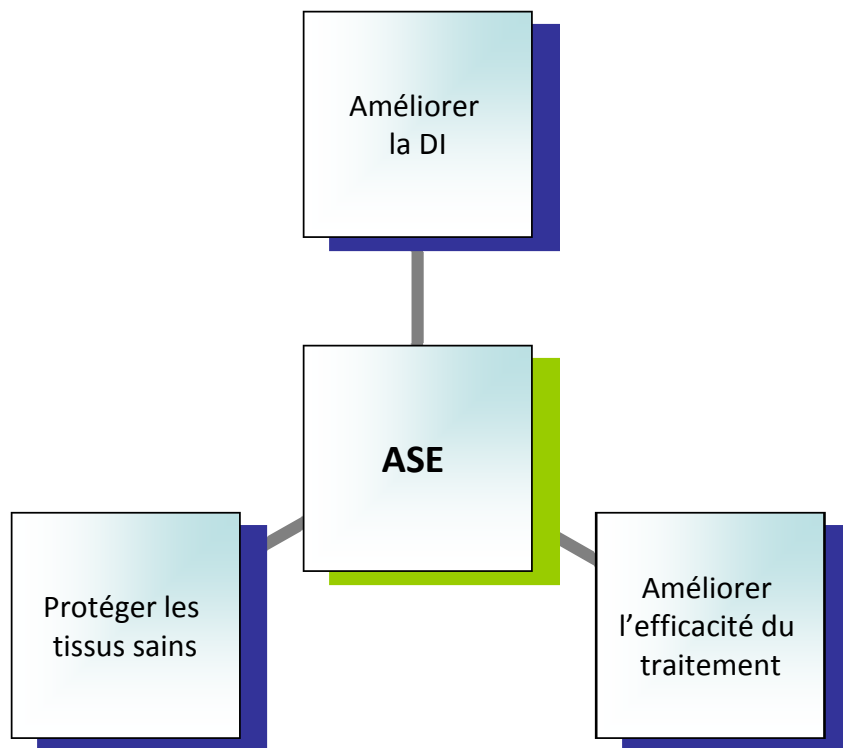 Améliorer
la DI
ASE
Protéger les
tissus sains
Améliorer
l’efficacité du
traitement